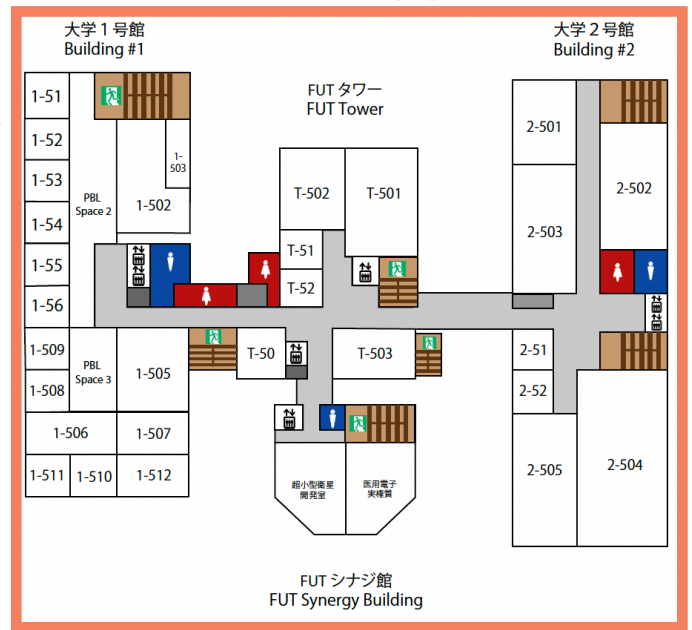 大学１号館
Building #1
大学２号館
Building #2
FUT タワー
FUT Tower
1-51
1-52
1-53
1-54
1-55
1-56
PBL
Space 2
1-
503
1-502
T-502
T-501
T-51
T-52
2-501
2-502
2-503
1-509
1-508
PBL
Space 3
1-505
T-50
T-503
2-51
2-52
1-506
1-507
1-511
1-510
1-512
超小型衛星
開発室
医用電子
実権質
2-505
2-504
FUT シナジ館
FUT Synergy Building